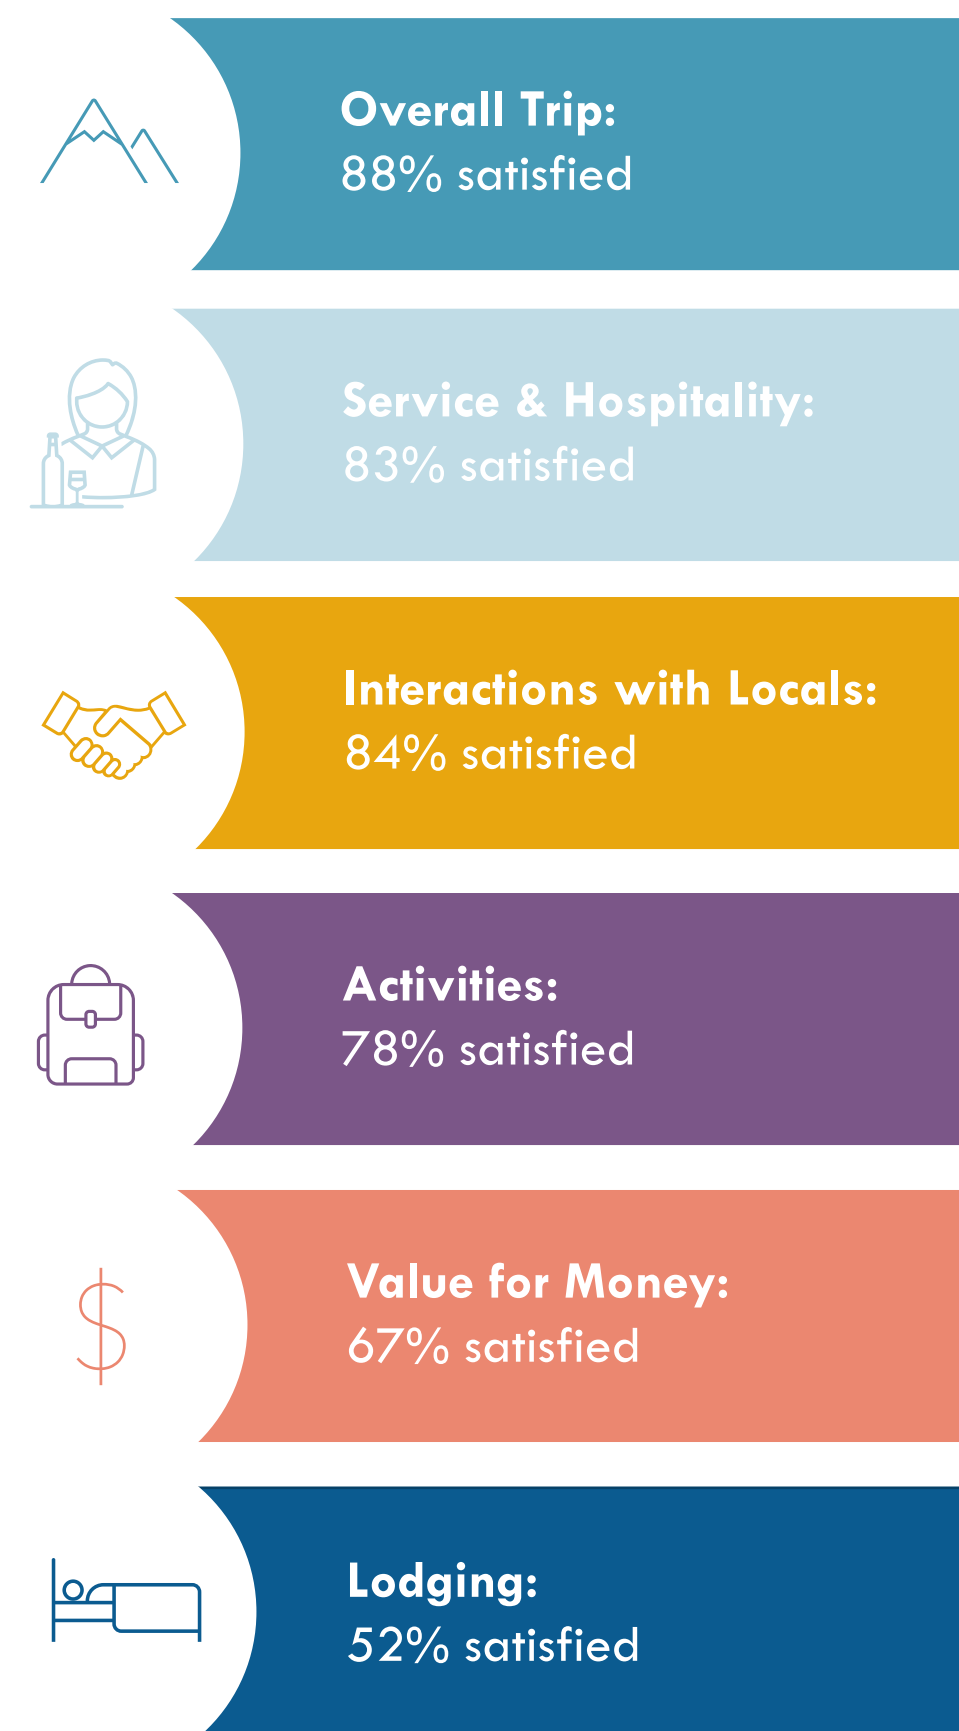 Overall Trip:
88% satisfied
Service & Hospitality:
83% satisfied
Interactions with Locals:
84% satisfied
Activities:
78% satisfied
$
Value for Money:
67% satisfied
Lodging:
52% satisfied